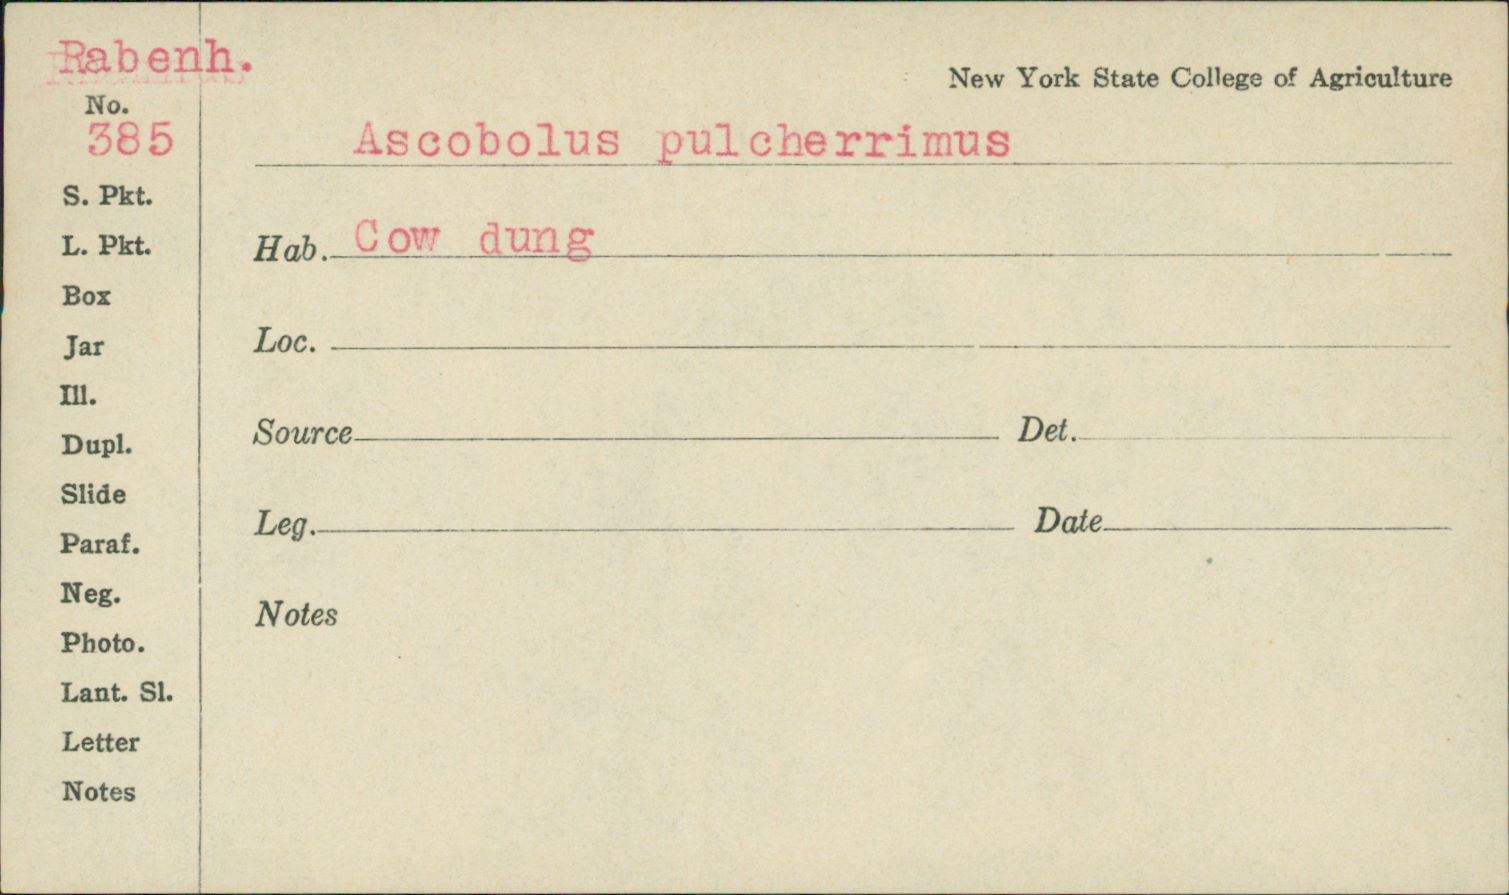 Rabenh.
New York State College of Agriculture
No.
385
Ascobolus pulcherrimus
S. Pkt.
L. Pkt.
Hab. Cow dung
Box
Jar
Loc.
Ill.
Dupl.
Source Det.
Slide
Paraf.
Leg. Date
Neg.
Notes
Photo.
Lant. Sl.
Letter
Notes